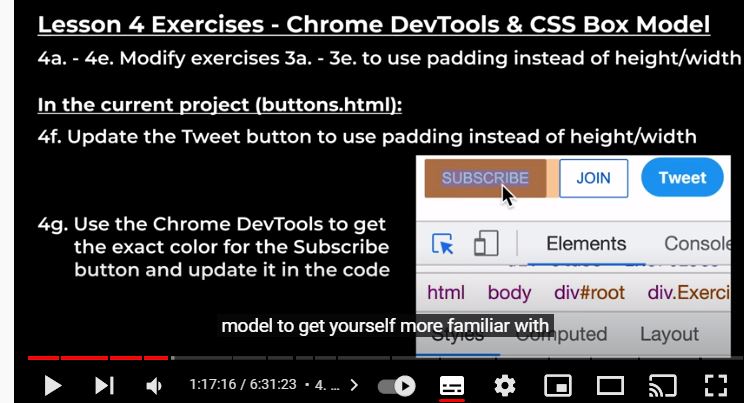 Lesson 4 Exercises - Chrome DevTools & CSS Box Model
4a. - 4e. Modify exercises 3a. - 3e. to use padding instead of height/width
In the current project (buttons.html):
4f. Update the Tweet button to use padding instead of height/width
SUBSCRIBE
JOIN
Tweet
4g. Use the Chrome DevTools to get
the exact color for the Subscribe
button and update it in the code
Elements
Console
html body div#root div.Exerci
model to get yourself more familiar with
Styles Computed Layout
1:17:16 / 6:31:23 • 4. ... >